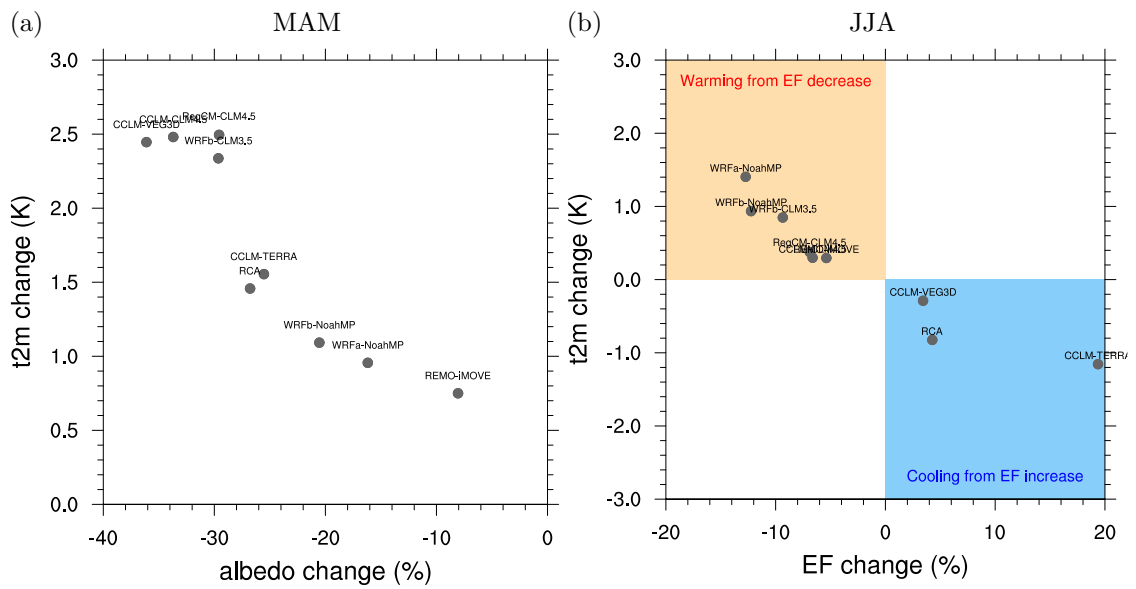 (a) MAM
3.0
2.5
2.0
1.5
1.0
0.5
0.0
t2m change (K)
RegCM-CLM4.5
CCLM-CLM4.5
CCLM-VEG3D
WRFb-CLM3.5
CCLM-TERRA
RCA
WRFb-NoahMP
WRFa-NoahMP
REMO-iMOVE
-40 -30 -20 -10 0
albedo change (%)
(b) JJA
3.0
2.0
1.0
0.0
-1.0
-2.0
-3.0
t2m change (K)
Warming from EF decrease
WRFa-NoahMP
WRFb-NoahMP
WRFb-CLM3.5
RegCM-CLM4.5
CCLM-VEG3D
RCA
CCLM-TERRA
Cooling from EF increase
-20 -10 0 10 20
EF change (%)